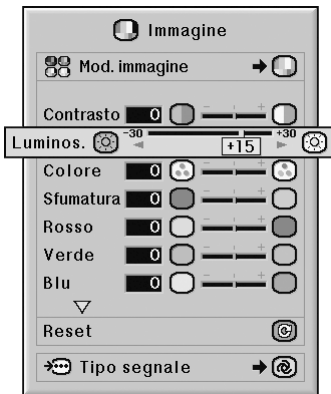 Immagine
Mod. immagine
Contrasto 0 - +
Luminos. -30 +30
+15
Colore 0
Sfumatura 0 - +
Rosso 0 - +
Verde 0 - +
Blu 0 - +
Reset
Tipo segnale